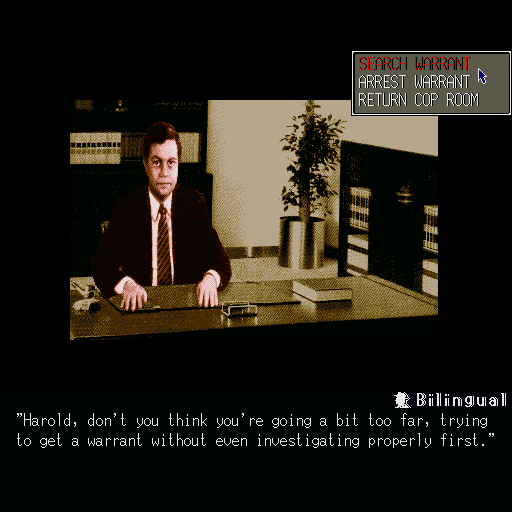 SEARCH WARRANT
ARREST WARRANT
RETURN COP ROOM
Bilingual
"Harold, don't you think you're going a bit too far, trying
to get a warrant without even investigating properly first."